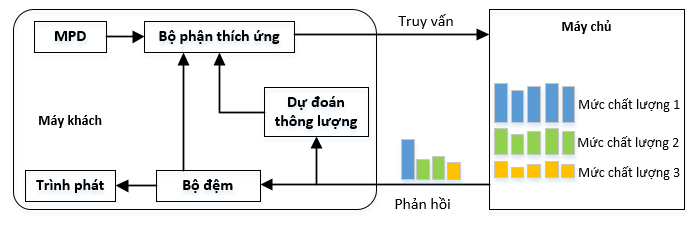 MPD
Bộ phận thích ứng
Truy vấn
Máy chủ
Dự đoán
thông lượng
Máy khách
Mức chất lượng 1
Mức chất lượng 2
Mức chất lượng 3
Trình phát
Bộ đệm
Phản hồi